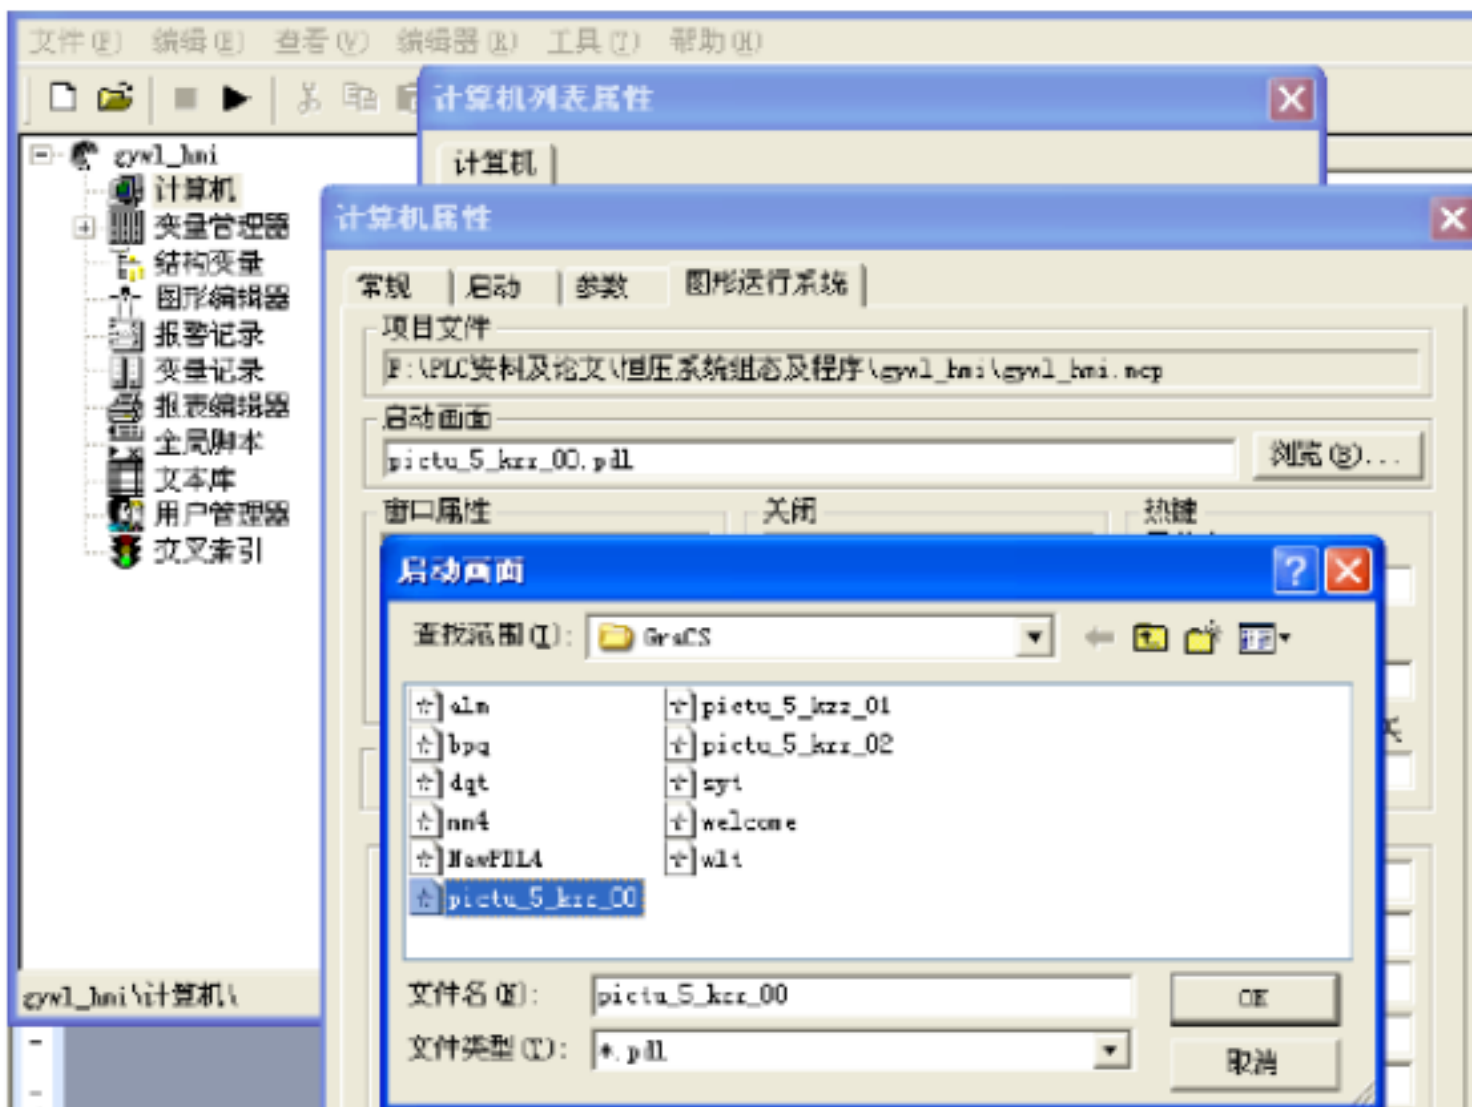 文件(F) 编辑(E) 查看(V) 编辑器(R) 工具(T) 帮助(H)
计算机列表属性
计算机
gywl_hmi
计算机
变量管理器
结构变量
图形编辑器
报警记录
变量记录
报表编辑器
全局脚本
文本库
用户管理器
交叉索引
计算机属性
常规 启动 参数 图形运行系统
项目文件
F:\PLC资料及论文\恒压系统组态及程序\gywl_hmi\gywl_hmi.mcp
启动画面
pictu_5_kzz_00.pdl
浏览(B)...
窗口属性 关闭 热键
启动画面
查找范围(I): GraCS
alm
bpq
dqt
mm4
NewPDL4
pictu_5_kzz_00
pictu_5_kzz_01
pictu_5_kzz_02
syt
welcome
wlt
文件名(N): pictu_5_kzz_00
OK
文件类型(T): *.pdl
取消
gywl_hmi\计算机\